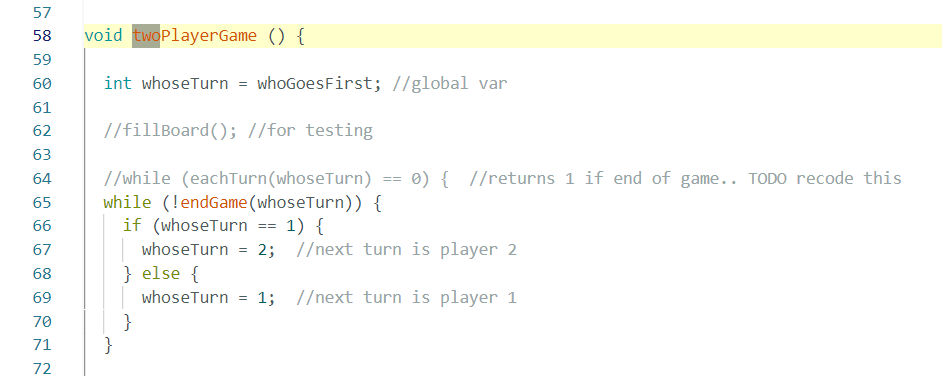 57
58 void twoPlayerGame () {
59
60 int whoseTurn = whoGoesFirst; //global var
61
62 //fillBoard(); //for testing
63
64 //while (eachTurn(whoseTurn) == 0) {  //returns 1 if end of game.. TODO recode this
65 while (!endGame(whoseTurn)) {
66 if (whoseTurn == 1) {
67 whoseTurn = 2;  //next turn is player 2
68 } else {
69 whoseTurn = 1;  //next turn is player 1
70 }
71 }
72